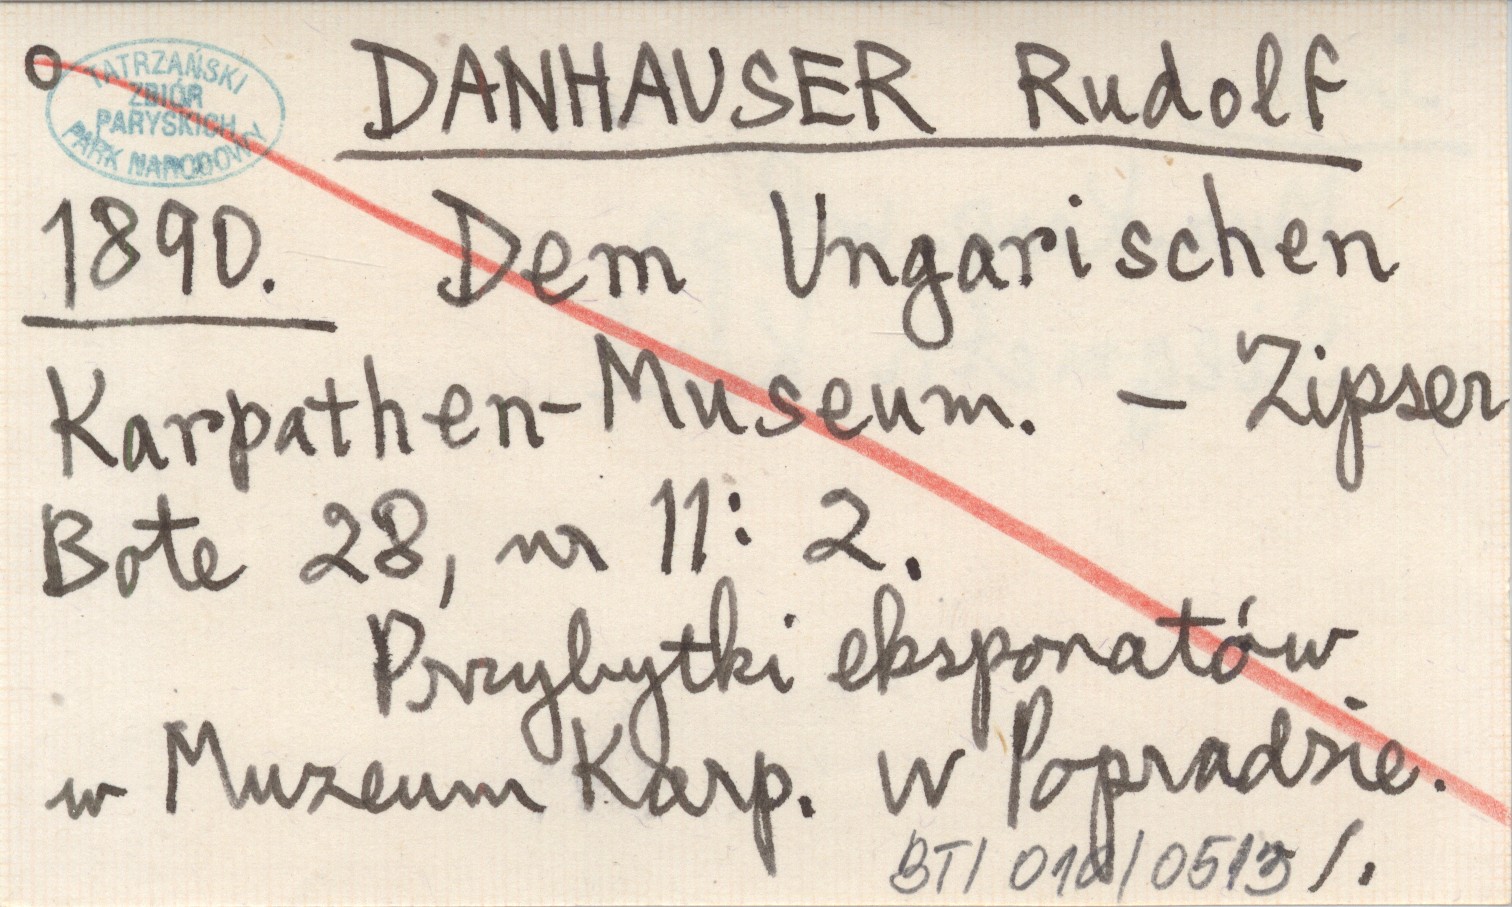 O
TATRZAŃSKI
ZBIÓR
PARYSKICH
PARK NARODOWY
DANHAUSER Rudolf
1890. Dem Ungarischen
Karpathen-Museum. – Zipser
Bote 28, nr 11: 2.
Przybytki eksponatów
w Muzeum Karp. w Popradzie.
BT/ 010/0513 /.